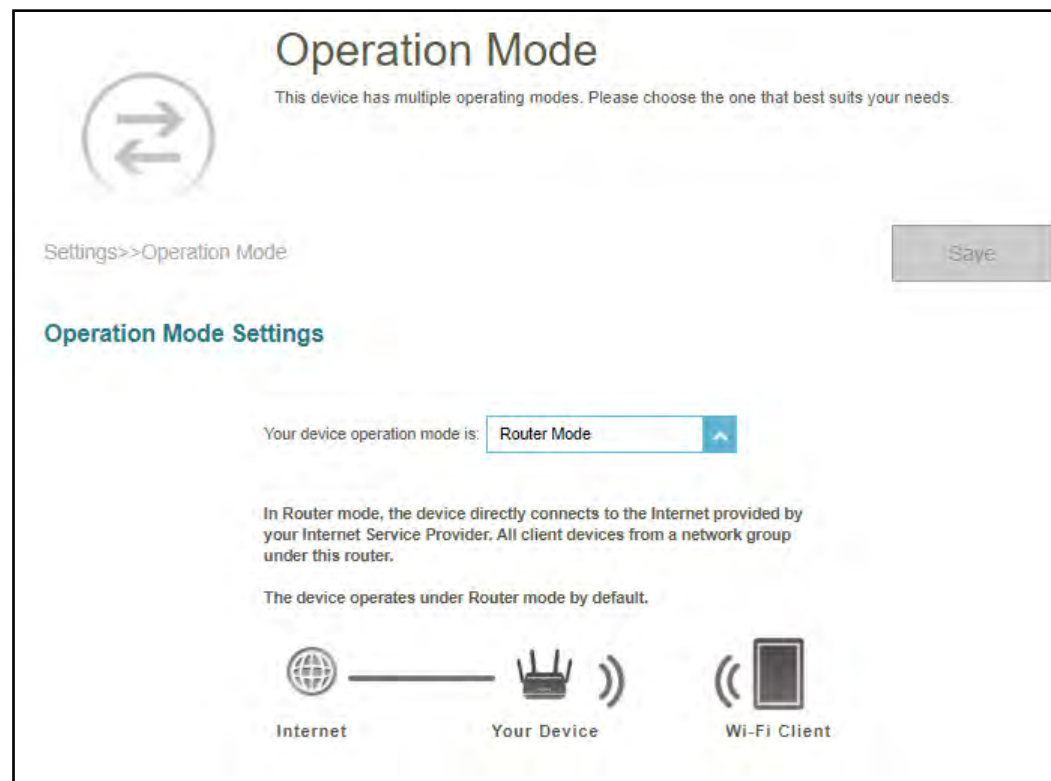 Operation Mode
This device has multiple operating modes. Please choose the one that best suits your needs.
Settings>>Operation Mode
Save
Operation Mode Settings
Your device operation mode is: Router Mode
In Router mode, the device directly connects to the Internet provided by
your Internet Service Provider. All client devices from a network group
under this router.
The device operates under Router mode by default.
Internet Your Device Wi-Fi Client